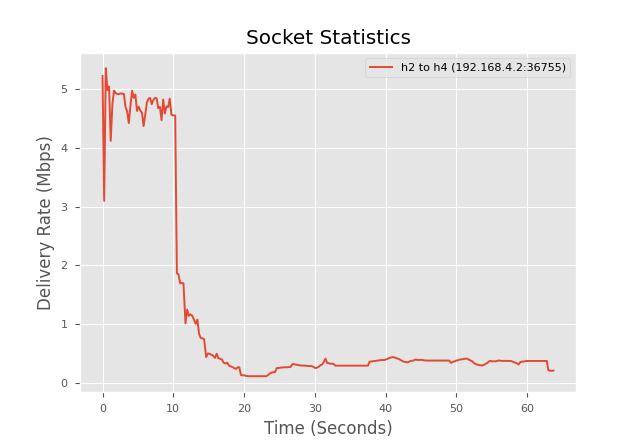 Socket Statistics
h2 to h4 (192.168.4.2:36755)
Delivery Rate (Mbps)
5
4
3
2
1
0
0 10 20 30 40 50 60
Time (Seconds)